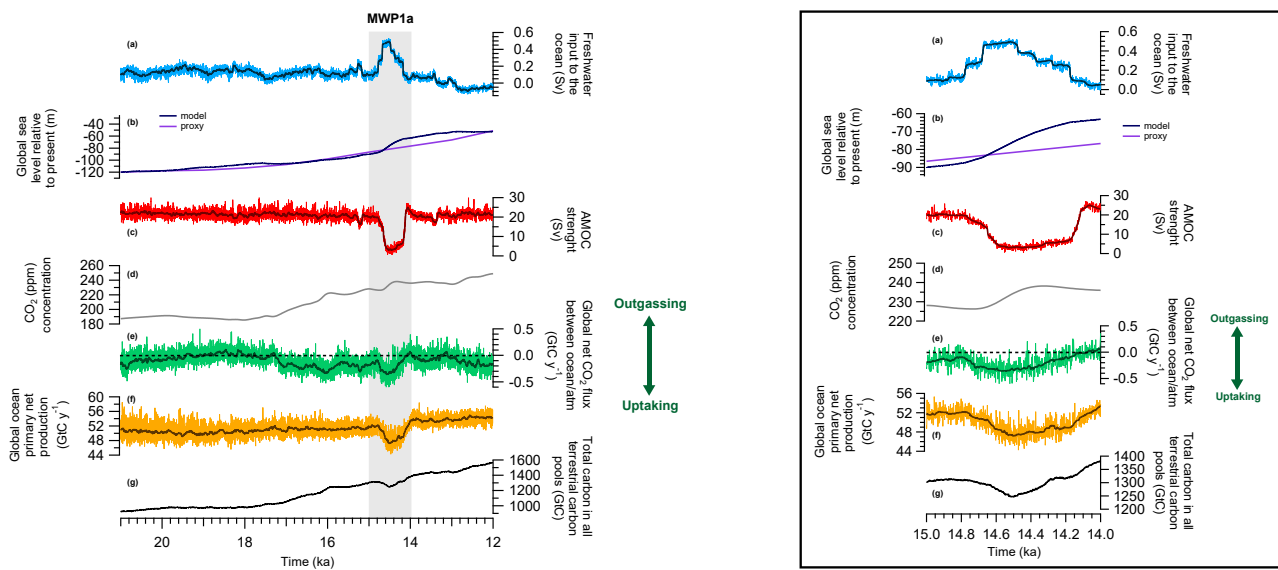 MWP1a
(a)
0.6
0.4
0.2
0.0
Freshwater
input to the
ocean (Sv)
Global sea
level relative
to present (m)
-40
-60
-80
-100
-120
(b)
model
proxy
(c)
30
20
10
0
AMOC
strenght
(Sv)
CO2 (ppm)
concentration
260
220
180
(d)
(e)
0.5
0.0
-0.5
Global net CO2 flux
between ocean/atm
(GtC y-1)
Outgassing
Uptaking
Global ocean
primary net
production
(GtC y-1)
60
56
52
48
44
(f)
(g)
1600
1400
1200
1000
Total carbon in all
terrestrial carbon
pools (GtC)
20
18
16
14
12
Time (ka)
(a)
0.6
0.4
0.2
0.0
Freshwater
input to the
ocean (Sv)
Global sea
level relative
to present (m)
-60
-70
-80
-90
(b)
model
proxy
(c)
30
20
10
0
AMOC
strenght
(Sv)
CO2 (ppm)
concentration
250
240
230
220
(d)
(e)
0.5
0.0
-0.5
Global net CO2 flux
between ocean/atm
(GtC y-1)
Outgassing
Uptaking
Global ocean
primary net
production
(GtC y-1)
56
52
48
44
(f)
(g)
1400
1300
1250
1200
Total carbon in all
terrestrial carbon
pools (GtC)
15.0
14.8
14.6
14.4
14.2
14.0
Time (ka)